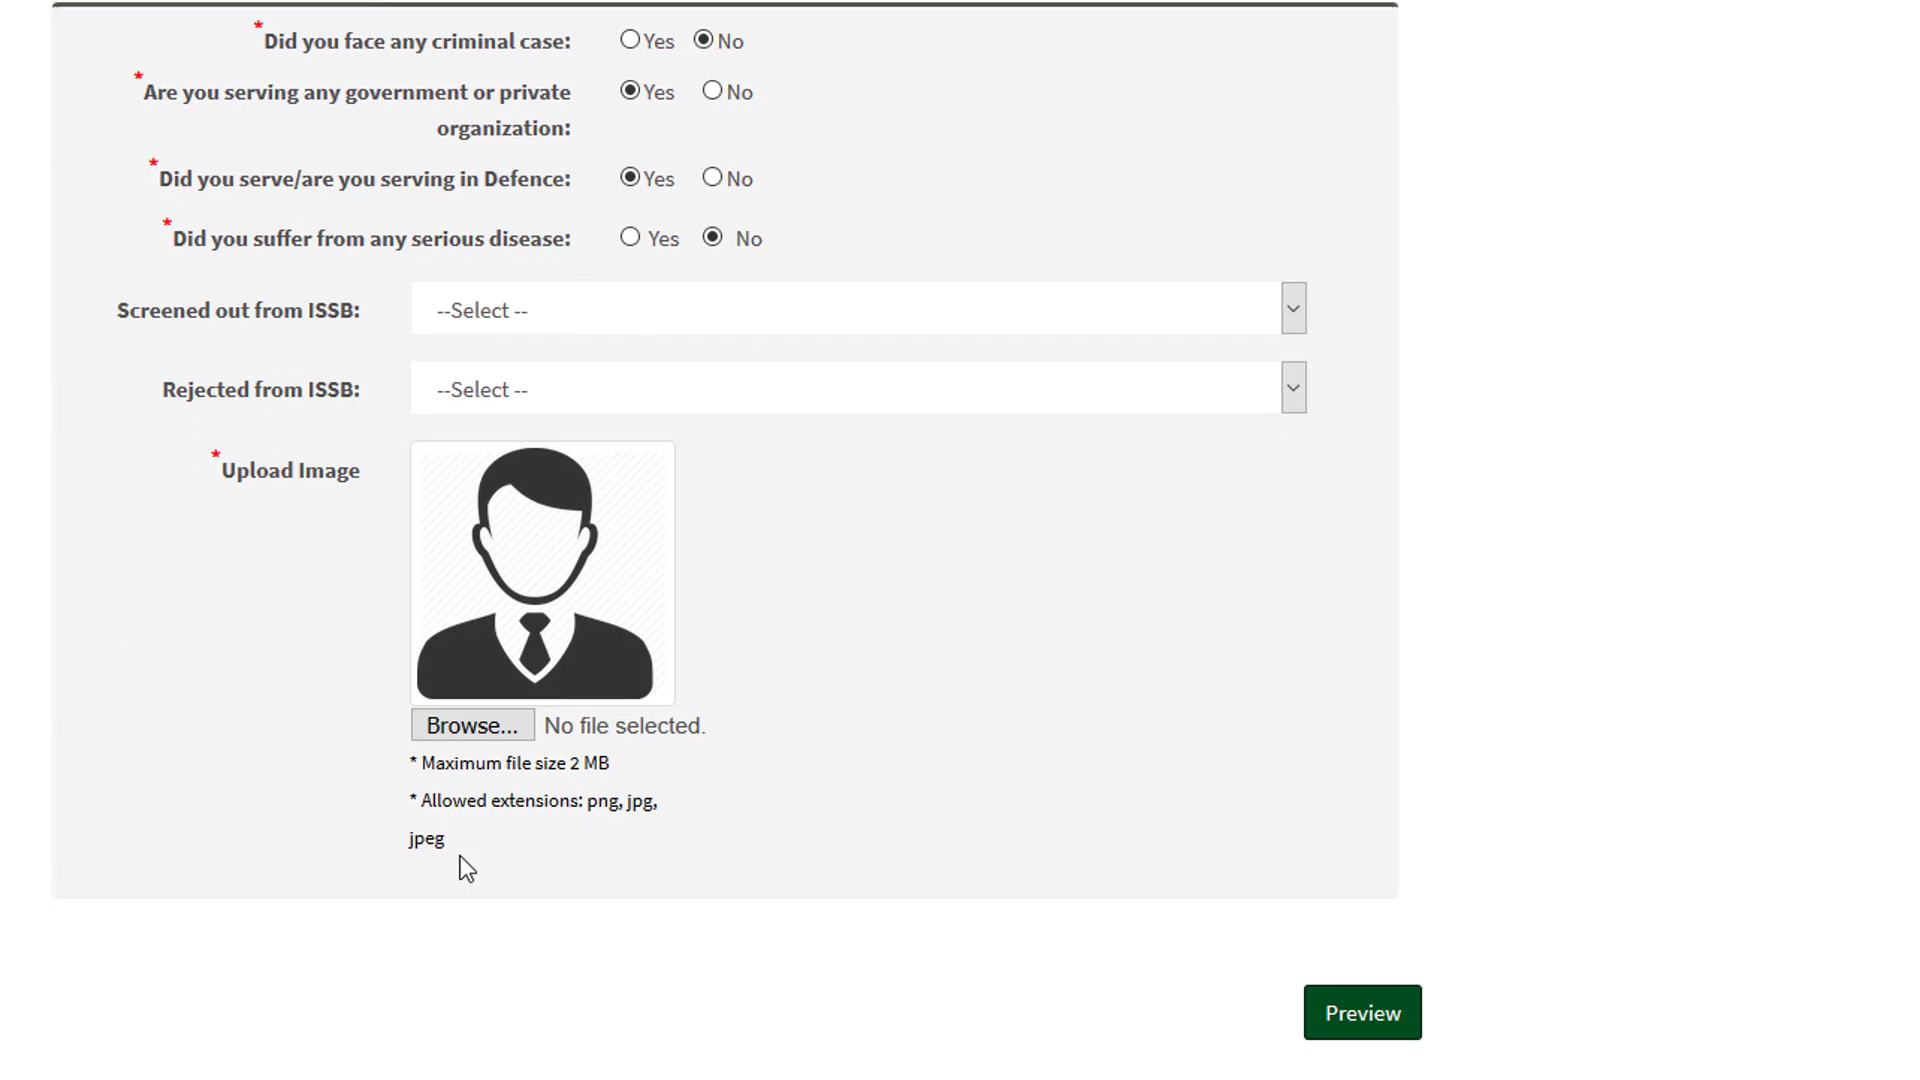 *Did you face any criminal case: Yes No
*Are you serving any government or private Yes No
organization:
*Did you serve/are you serving in Defence: Yes No
*Did you suffer from any serious disease: Yes No
Screened out from ISSB: --Select --
Rejected from ISSB: --Select --
*Upload Image
Browse... No file selected.
* Maximum file size 2 MB
* Allowed extensions: png, jpg,
jpeg
Preview